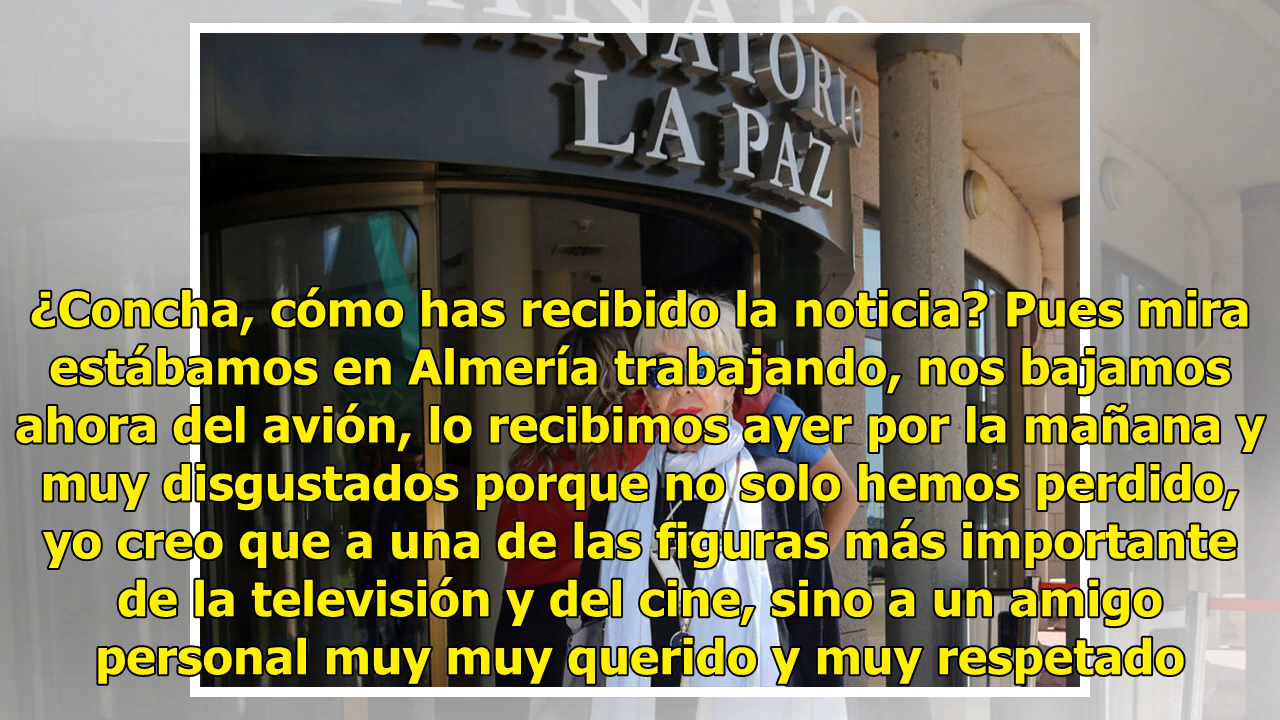 ANATORIO
LA PAZ
¿Concha, cómo has recibido la noticia? Pues mira
estábamos en Almería trabajando, nos bajamos
ahora del avión, lo recibimos ayer por la mañana y
muy disgustados porque no solo hemos perdido,
yo creo que a una de las figuras más importante
de la televisión y del cine, sino a un amigo
personal muy muy querido y muy respetado